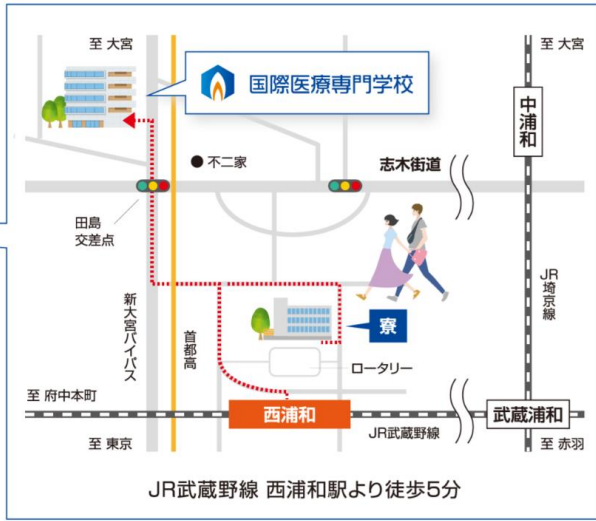 至 大宮
至 大宮
国際医療専門学校
中浦和
不二家
志木街道
田島
交差点
JR埼京線
新大宮バイパス
首都高
寮
ロータリー
至 府中本町
西浦和
武蔵浦和
JR武蔵野線
至 東京
至 赤羽
JR武蔵野線 西浦和駅より徒歩5分